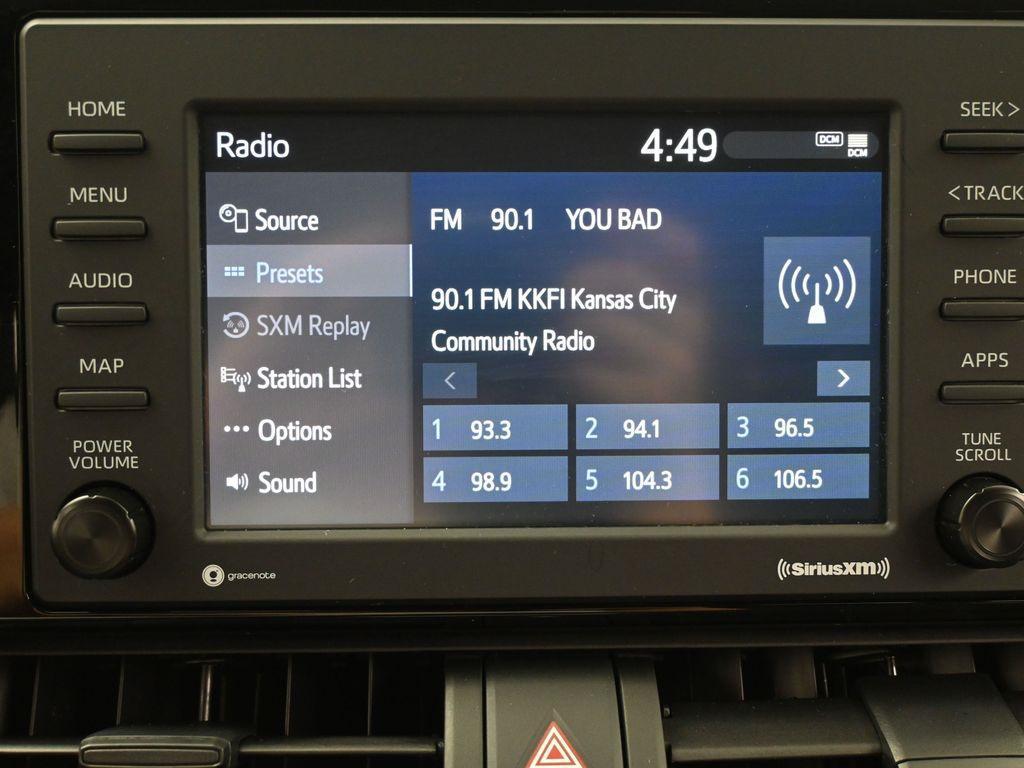 HOME
MENU
AUDIO
MAP
POWER
VOLUME
Radio
4:49
DCM
DCM
Source
Presets
SXM Replay
Station List
Options
Sound
FM 90.1 YOU BAD
90.1 FM KKFI Kansas City
Community Radio
<
>
1 93.3
2 94.1
3 96.5
4 98.9
5 104.3
6 106.5
gracenote
((SiriusXM))
SEEK >
< TRACK
PHONE
APPS
TUNE
SCROLL